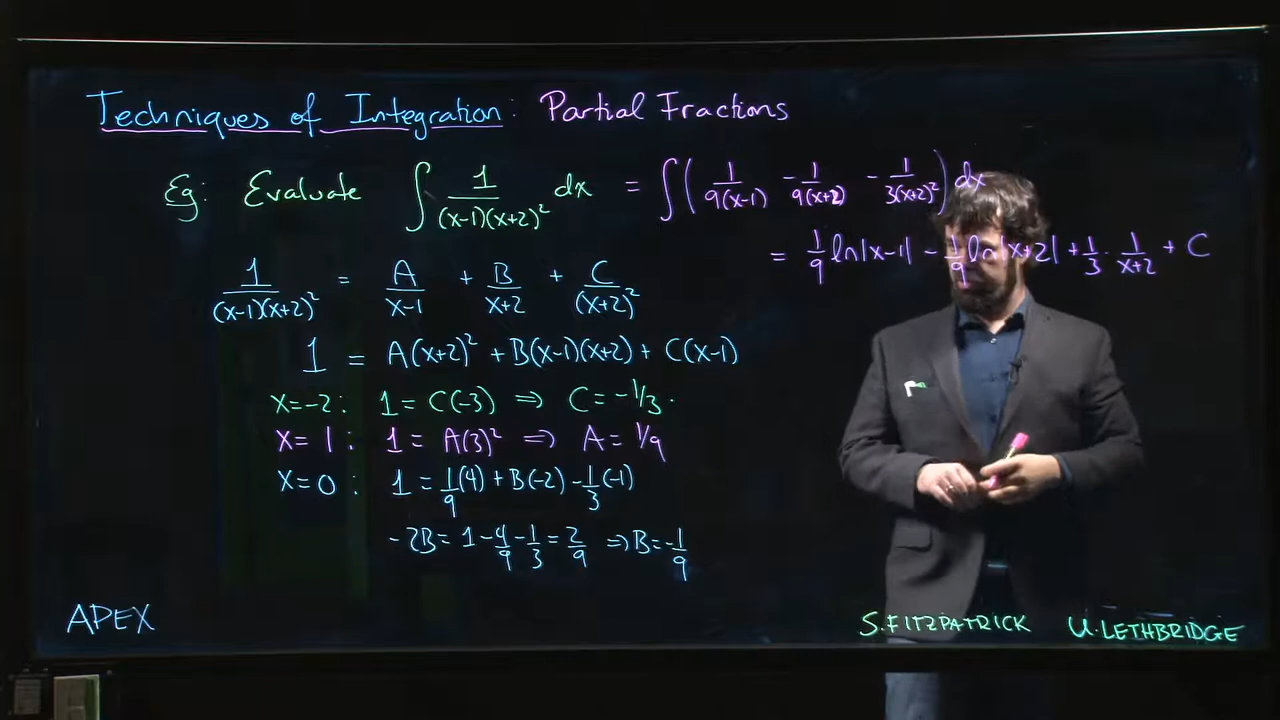 Techniques of Integration: Partial Fractions
Eg: Evaluate ∫ 1/((x-1)(x+2)²) dx = ∫ ( 1/(9(x-1)) - 1/(9(x+2)) - 1/(3(x+2)²) ) dx
= 1/9 ln|x-1| - 1/9 ln|x+2| + 1/3 · 1/(x+2) + C
1/((x-1)(x+2)²) = A/(x-1) + B/(x+2) + C/(x+2)²
1 = A(x+2)² + B(x-1)(x+2) + C(x-1)
x=-2: 1 = C(-3) ⇒ C = -1/3.
x=1: 1 = A(3)² ⇒ A = 1/9
x=0: 1 = 1/9(4) + B(-2) - 1/3(-1)
-2B = 1 - 4/9 - 1/3 = 2/9 ⇒ B = -1/9
APEX
S. FITZPATRICK U. LETHBRIDGE